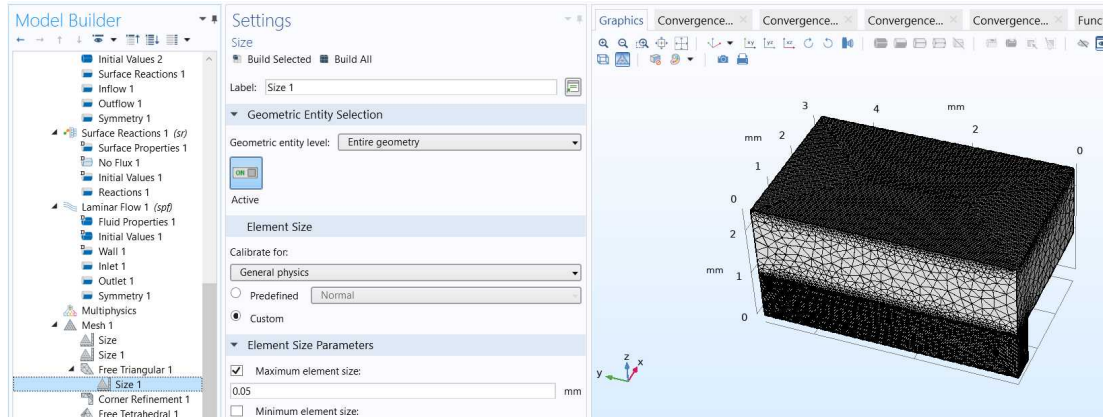 Model Builder
Initial Values 2
Surface Reactions 1
Inflow 1
Outflow 1
Symmetry 1
Surface Reactions 1 (sr)
Surface Properties 1
No Flux 1
Initial Values 1
Reactions 1
Laminar Flow 1 (spf)
Fluid Properties 1
Initial Values 1
Wall 1
Inlet 1
Outlet 1
Symmetry 1
Multiphysics
Mesh 1
Size
Size 1
Free Triangular 1
Size 1
Corner Refinement 1
Free Tetrahedral 1
Settings
Size
Build Selected Build All
Label: Size 1
Geometric Entity Selection
Geometric entity level: Entire geometry
ON
Active
Element Size
Calibrate for:
General physics
Predefined Normal
Custom
Element Size Parameters
Maximum element size:
0.05 mm
Minimum element size:
Graphics Convergence... Convergence... Convergence... Convergence... Func
xy yz xz
3 4 mm
mm 2 2
1 0
0
2
mm 1
0
z
y x